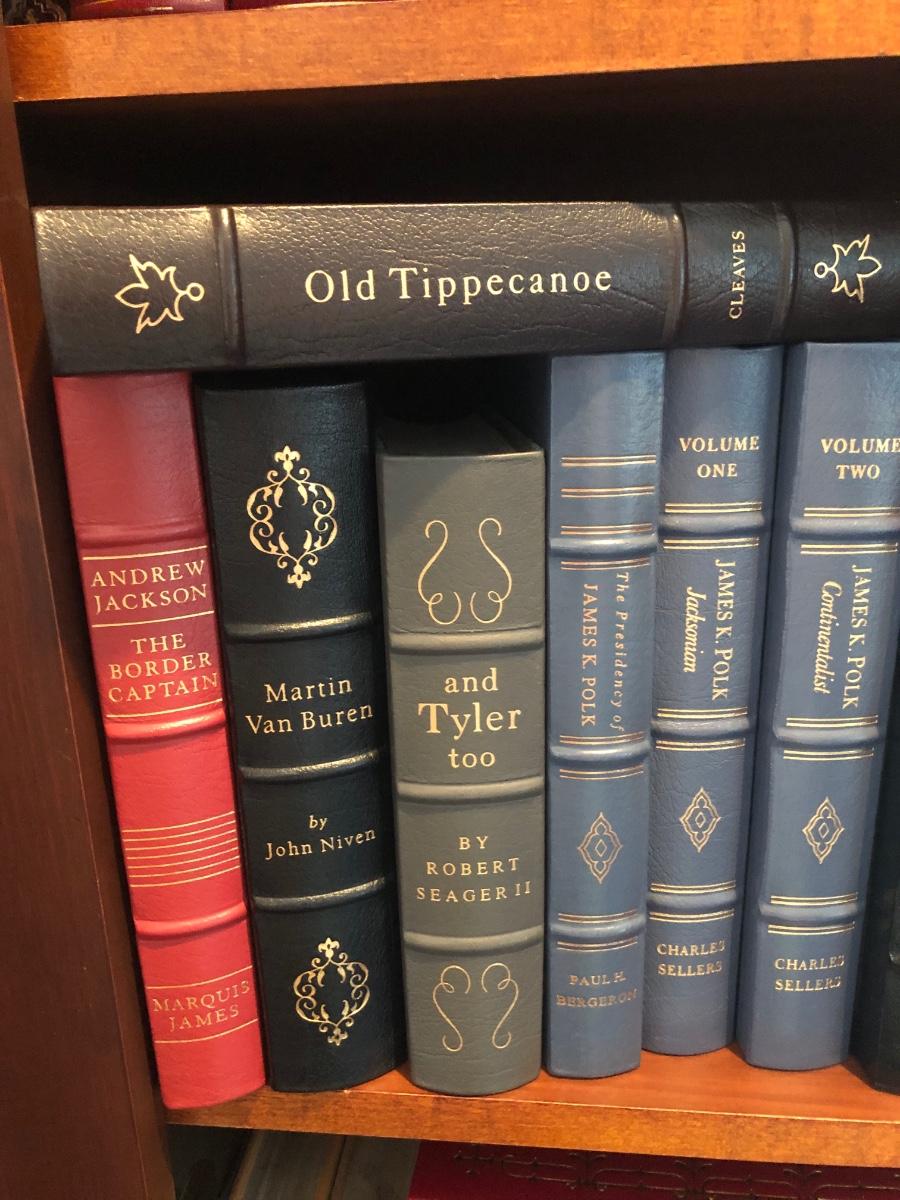 Old Tippecanoe
CLEAVES
ANDREW
JACKSON
THE
BORDER
CAPTAIN
MARQUIS
JAMES
Martin
Van Buren
by
John Niven
and
Tyler
too
BY
ROBERT
SEAGER II
The Presidency of
JAMES K. POLK
PAUL H.
BERGERON
VOLUME
ONE
JAMES K. POLK
Jacksonian
CHARLES
SELLERS
VOLUME
TWO
JAMES K. POLK
Continentalist
CHARLES
SELLERS